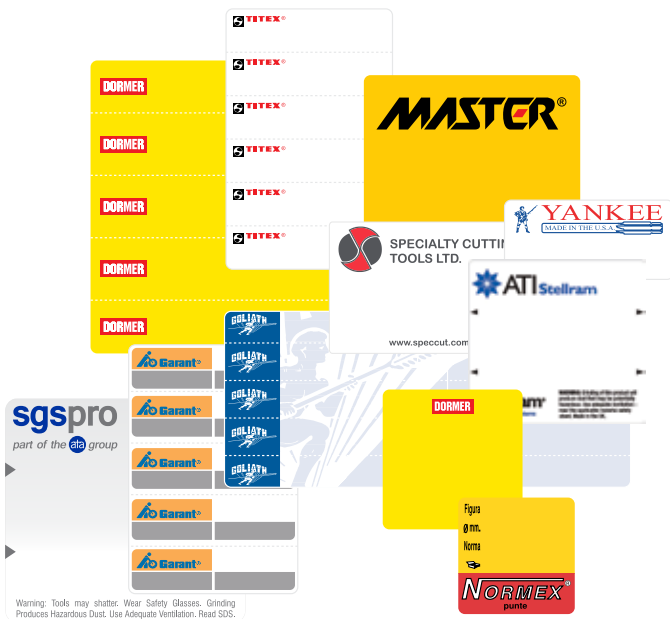 TITEX®
TITEX®
TITEX®
TITEX®
TITEX®
TITEX®
DORMER
DORMER
DORMER
DORMER
DORMER
MASTER®
YANKEE
MADE IN THE U.S.A.
SPECIALTY CUTTIN
TOOLS LTD.
www.speccut.com
ATI Stellram
GOLIATH
GOLIATH
GOLIATH
GOLIATH
GOLIATH
Garant®
Garant®
Garant®
Garant®
Garant®
sgspro
part of the ata group
Warning: Tools may shatter. Wear Safety Glasses. Grinding
Produces Hazardous Dust. Use Adequate Ventilation. Read SDS.
DORMER
Figura
Ø mm.
Norma
NORMEX®
punte